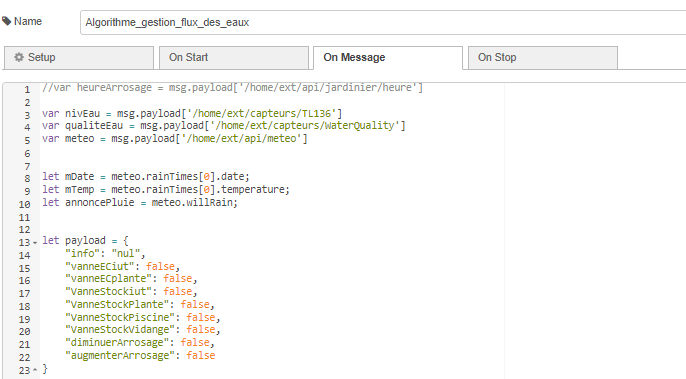 Name
Algorithme_gestion_flux_des_eaux
Setup On Start On Message On Stop
1 //var heureArrosage = msg.payload['/home/ext/api/jardinier/heure']
2
3 var nivEau = msg.payload['/home/ext/capteurs/TL136']
4 var qualiteEau = msg.payload['/home/ext/capteurs/WaterQuality']
5 var meteo = msg.payload['/home/ext/api/meteo']
6
7
8 let mDate = meteo.rainTimes[0].date;
9 let mTemp = meteo.rainTimes[0].temperature;
10 let annoncePluie = meteo.willRain;
11
12
13 let payload = {
14 "info": "nul",
15 "vanneECiut": false,
16 "vanneECplante": false,
17 "VanneStockiut": false,
18 "VanneStockPlante": false,
19 "VanneStockPiscine": false,
20 "VanneStockVidange": false,
21 "diminuerArrosage": false,
22 "augmenterArrosage": false
23 }